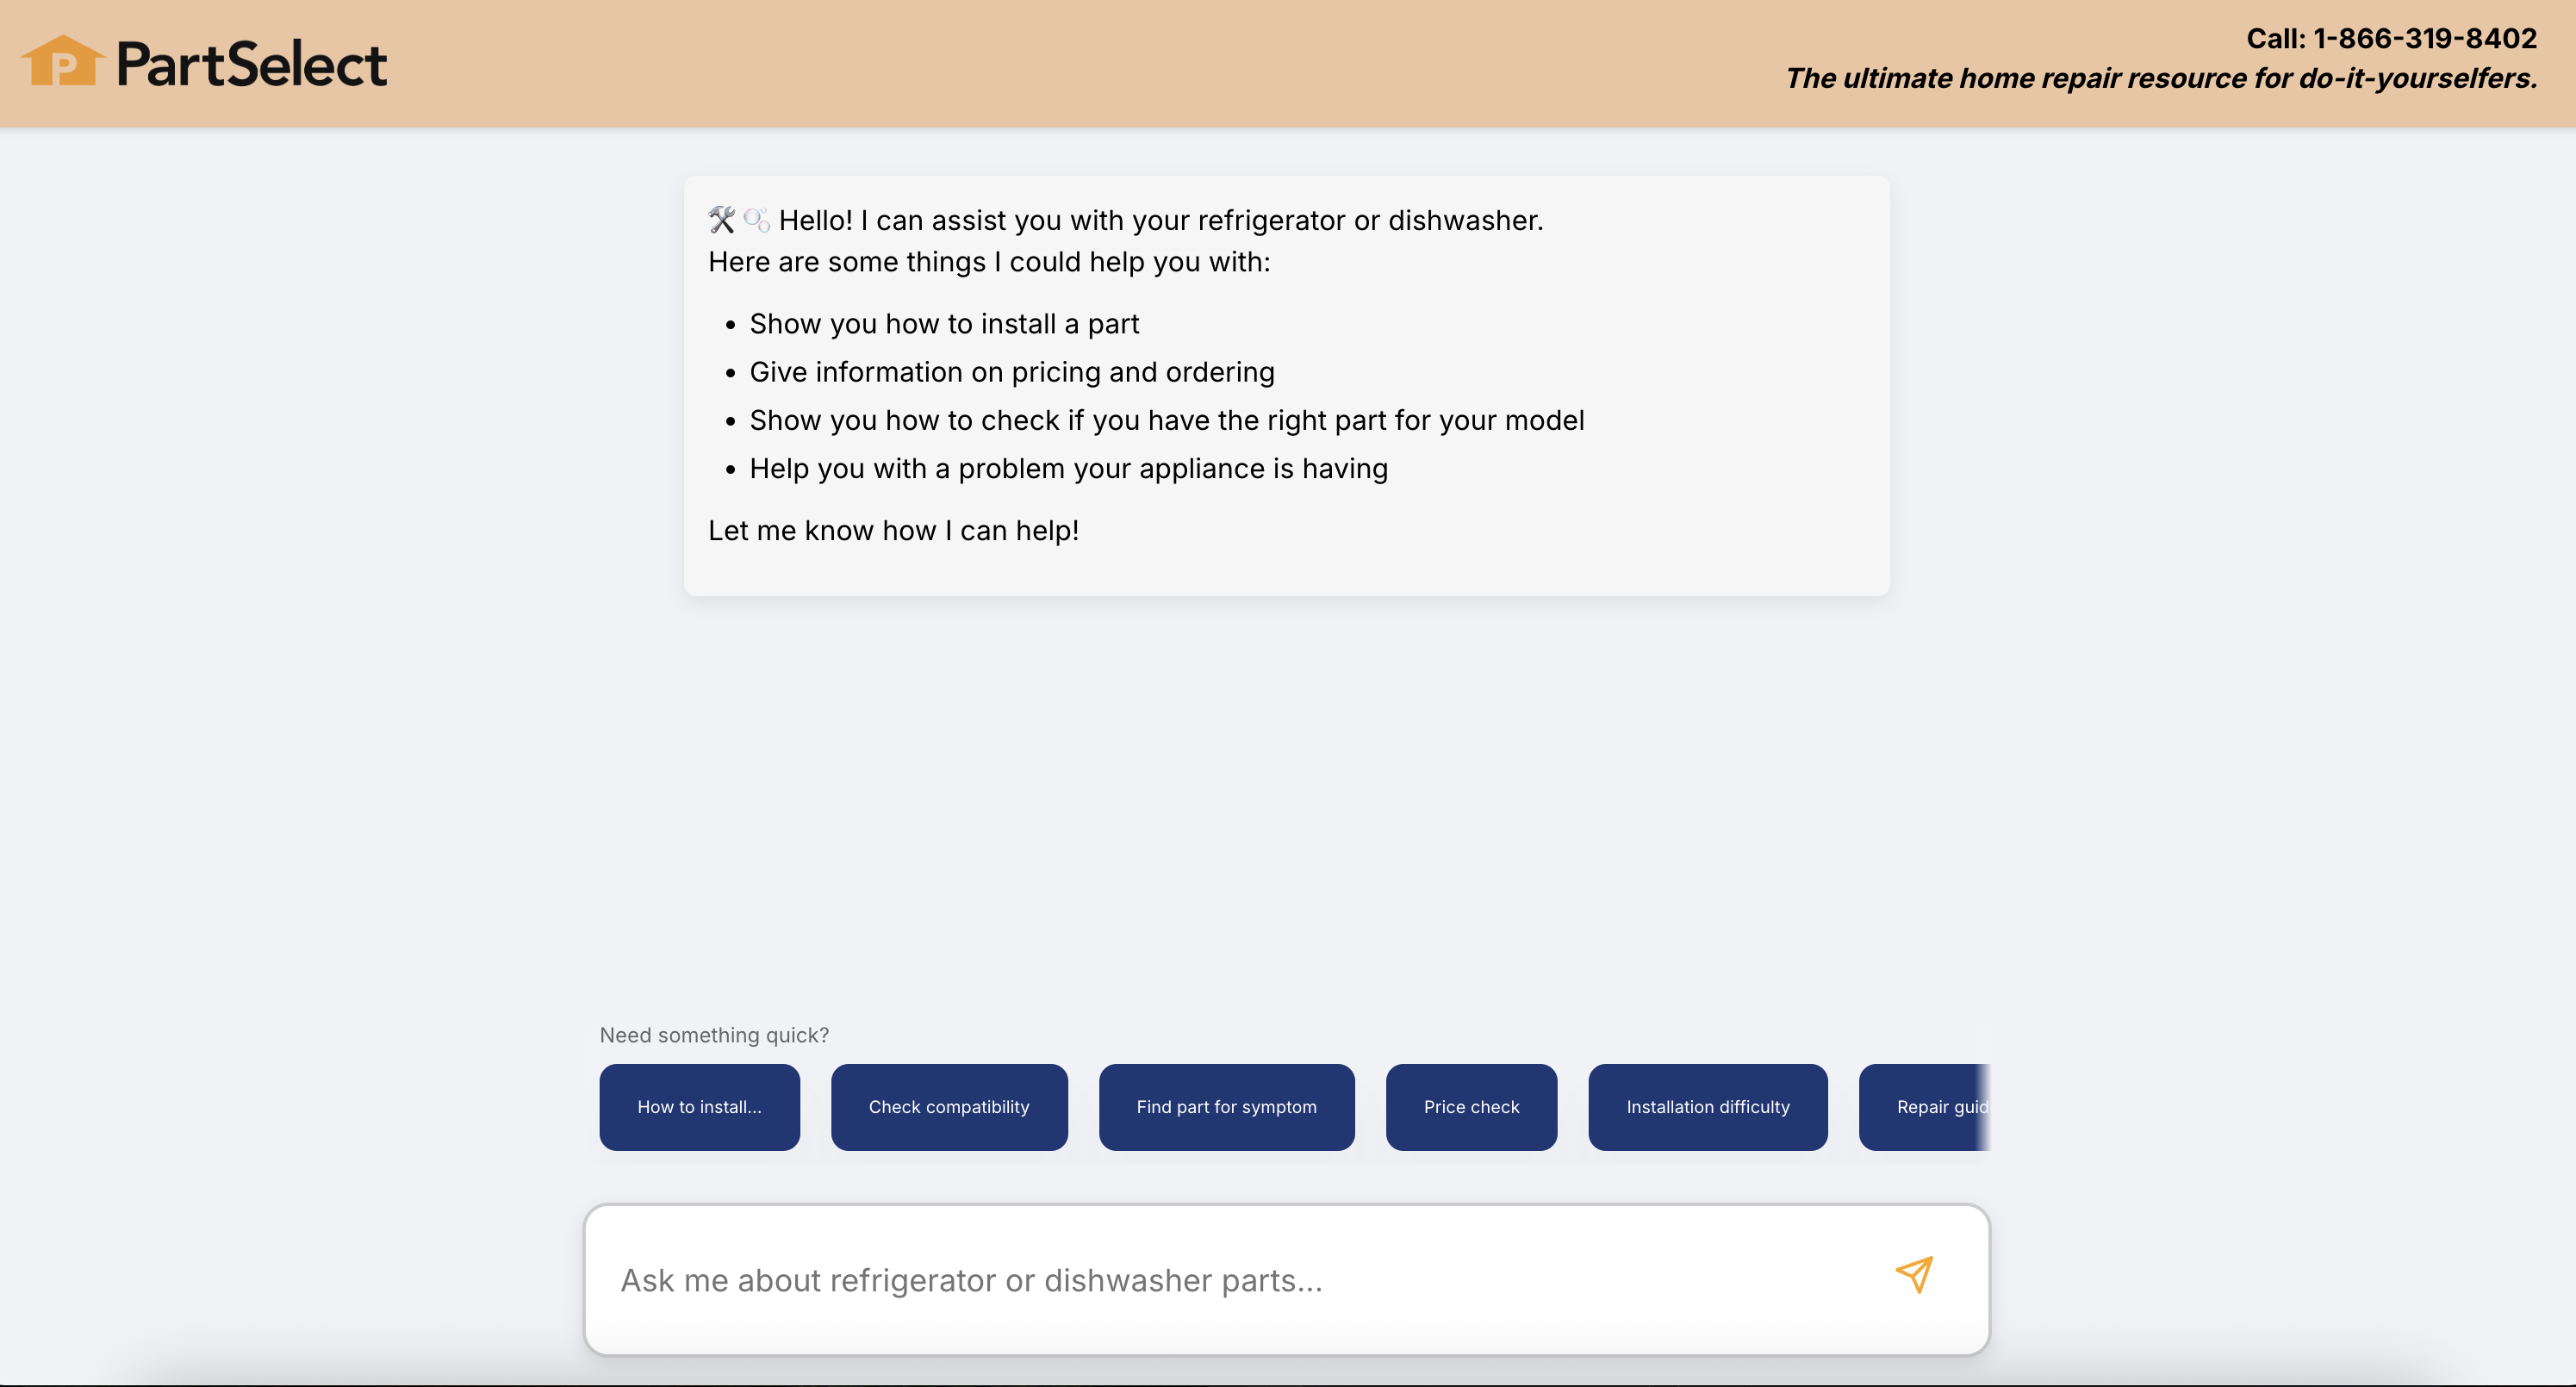 P PartSelect
Call: 1-866-319-8402
The ultimate home repair resource for do-it-yourselfers.
🛠️🫧 Hello! I can assist you with your refrigerator or dishwasher.
Here are some things I could help you with:
• Show you how to install a part
• Give information on pricing and ordering
• Show you how to check if you have the right part for your model
• Help you with a problem your appliance is having
Let me know how I can help!
Need something quick?
How to install...
Check compatibility
Find part for symptom
Price check
Installation difficulty
Repair guid
Ask me about refrigerator or dishwasher parts...